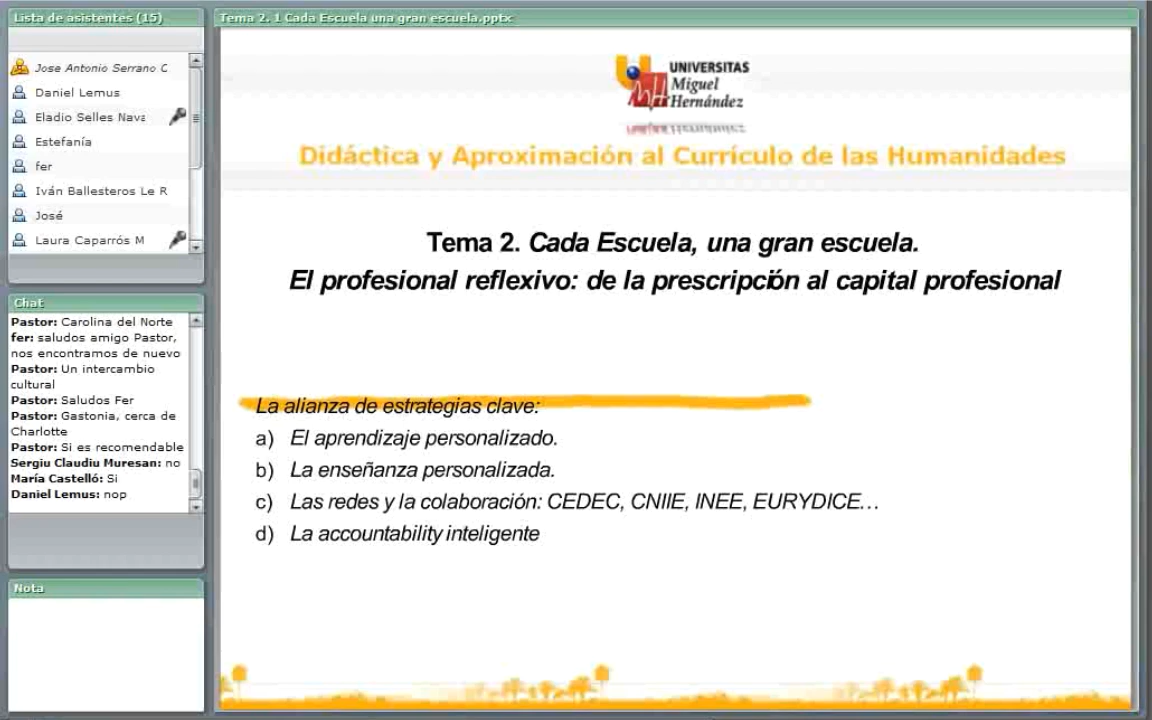 Lista de asistentes (15)
Jose Antonio Serrano C
Daniel Lemus
Eladio Selles Nava
Estefanía
fer
Iván Ballesteros Le R
José
Laura Caparrós M
Chat
Pastor: Carolina del Norte
fer: saludos amigo Pastor,
nos encontramos de nuevo
Pastor: Un intercambio
cultural
Pastor: Saludos Fer
Pastor: Gastonia, cerca de
Charlotte
Pastor: Si es recomendable
Sergiu Claudiu Muresan: no
María Castelló: Si
Daniel Lemus: nop
Nota
Tema 2. 1 Cada Escuela una gran escuela.pptx
UNIVERSITAS
Miguel
Hernández
Didáctica y Aproximación al Currículo de las Humanidades
Tema 2. Cada Escuela, una gran escuela.
El profesional reflexivo: de la prescripción al capital profesional
La alianza de estrategias clave:
a) El aprendizaje personalizado.
b) La enseñanza personalizada.
c) Las redes y la colaboración: CEDEC, CNIIE, INEE, EURYDICE…
d) La accountability inteligente